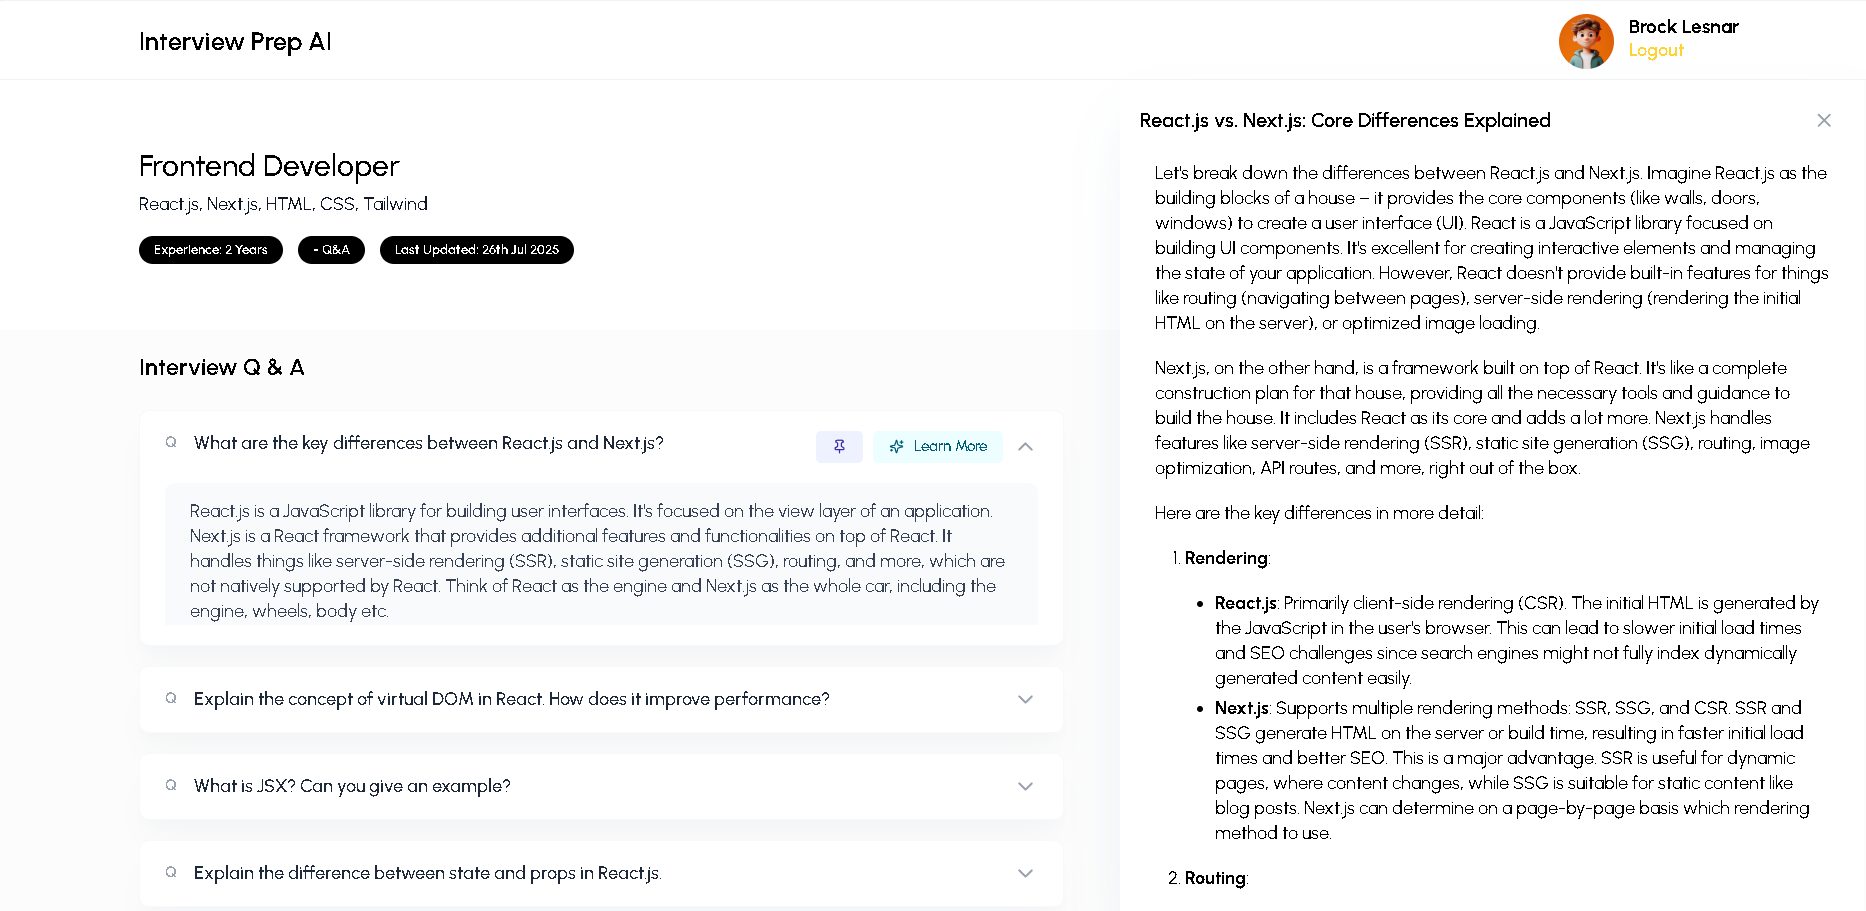 Interview Prep AI
Brock Lesnar
Logout
Frontend Developer
React.js, Next.js, HTML, CSS, Tailwind
Experience: 2 Years
- Q&A
Last Updated: 26th Jul 2025
Interview Q & A
Q What are the key differences between React.js and Next.js?
Learn More
React.js is a JavaScript library for building user interfaces. It's focused on the view layer of an application.
Next.js is a React framework that provides additional features and functionalities on top of React. It
handles things like server-side rendering (SSR), static site generation (SSG), routing, and more, which are
not natively supported by React. Think of React as the engine and Next.js as the whole car, including the
engine, wheels, body etc.
Q Explain the concept of virtual DOM in React. How does it improve performance?
Q What is JSX? Can you give an example?
Q Explain the difference between state and props in React.js.
React.js vs. Next.js: Core Differences Explained
Let's break down the differences between React.js and Next.js. Imagine React.js as the
building blocks of a house – it provides the core components (like walls, doors,
windows) to create a user interface (UI). React is a JavaScript library focused on
building UI components. It's excellent for creating interactive elements and managing
the state of your application. However, React doesn't provide built-in features for things
like routing (navigating between pages), server-side rendering (rendering the initial
HTML on the server), or optimized image loading.
Next.js, on the other hand, is a framework built on top of React. It's like a complete
construction plan for that house, providing all the necessary tools and guidance to
build the house. It includes React as its core and adds a lot more. Next.js handles
features like server-side rendering (SSR), static site generation (SSG), routing, image
optimization, API routes, and more, right out of the box.
Here are the key differences in more detail:
1. Rendering:
• React.js: Primarily client-side rendering (CSR). The initial HTML is generated by
the JavaScript in the user's browser. This can lead to slower initial load times
and SEO challenges since search engines might not fully index dynamically
generated content easily.
• Next.js: Supports multiple rendering methods: SSR, SSG, and CSR. SSR and
SSG generate HTML on the server or build time, resulting in faster initial load
times and better SEO. This is a major advantage. SSR is useful for dynamic
pages, where content changes, while SSG is suitable for static content like
blog posts. Next.js can determine on a page-by-page basis which rendering
method to use.
2. Routing: